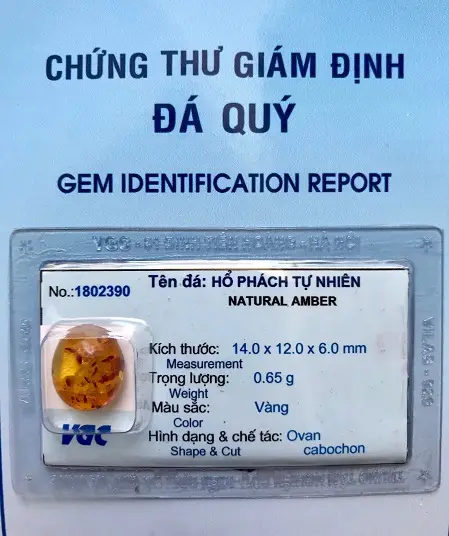 CHỨNG THƯ GIÁM ĐỊNH
ĐÁ QUÝ
GEM IDENTIFICATION REPORT
No.:1802390
Tên đá: HỔ PHÁCH TỰ NHIÊN
NATURAL AMBER
Kích thước: 14.0 x 12.0 x 6.0 mm
Measurement
Trọng lượng: 0.65 g
Weight
Màu sắc: Vàng
Color
Hình dạng & chế tác: Ovan
Shape & Cut cabochon
VGC